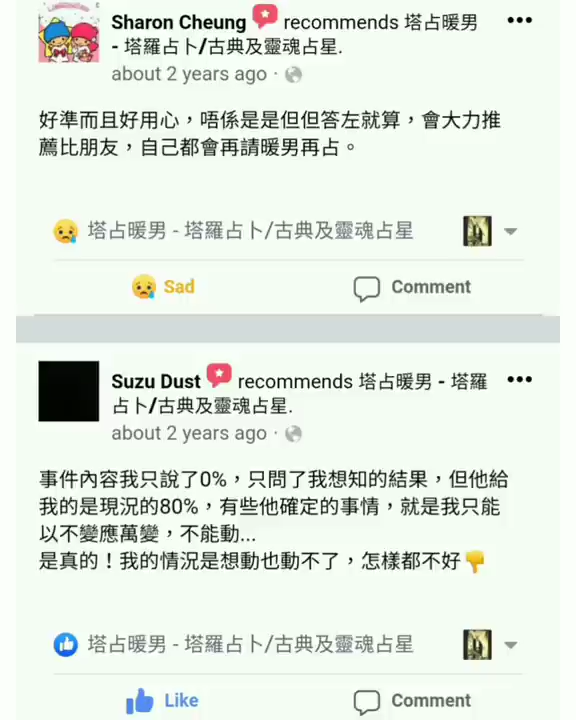 Sharon Cheung recommends 塔占暖男
- 塔羅占卜/古典及靈魂占星.
about 2 years ago ·
好準而且好用心，唔係是是但但答左就算，會大力推
薦比朋友，自己都會再請暖男再占。
塔占暖男 - 塔羅占卜/古典及靈魂占星
Sad
Comment
Suzu Dust recommends 塔占暖男 - 塔羅
占卜/古典及靈魂占星.
about 2 years ago ·
事件內容我只說了0%，只問了我想知的結果，但他給
我的是現況的80%，有些他確定的事情，就是我只能
以不變應萬變，不能動...
是真的！我的情況是想動也動不了，怎樣都不好👎
塔占暖男 - 塔羅占卜/古典及靈魂占星
Like
Comment